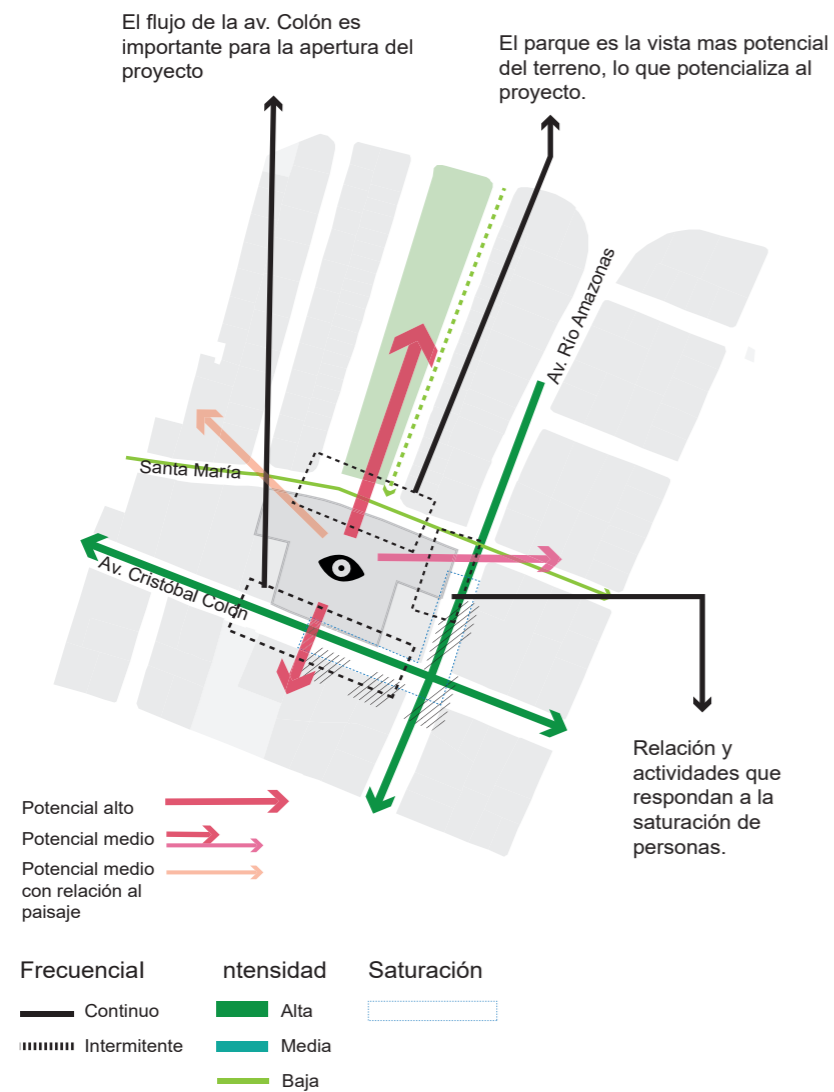 El flujo de la av. Colón es
importante para la apertura del
proyecto
El parque es la vista mas potencial
del terreno, lo que potencializa al
proyecto.
Av. Río Amazonas
Santa María
Av. Cristóbal Colón
Relación y
actividades que
respondan a la
saturación de
personas.
Potencial alto
Potencial medio
Potencial medio
con relación al
paisaje
Frecuencial
ntensidad
Saturación
Continuo
Alta
Intermitente
Media
Baja